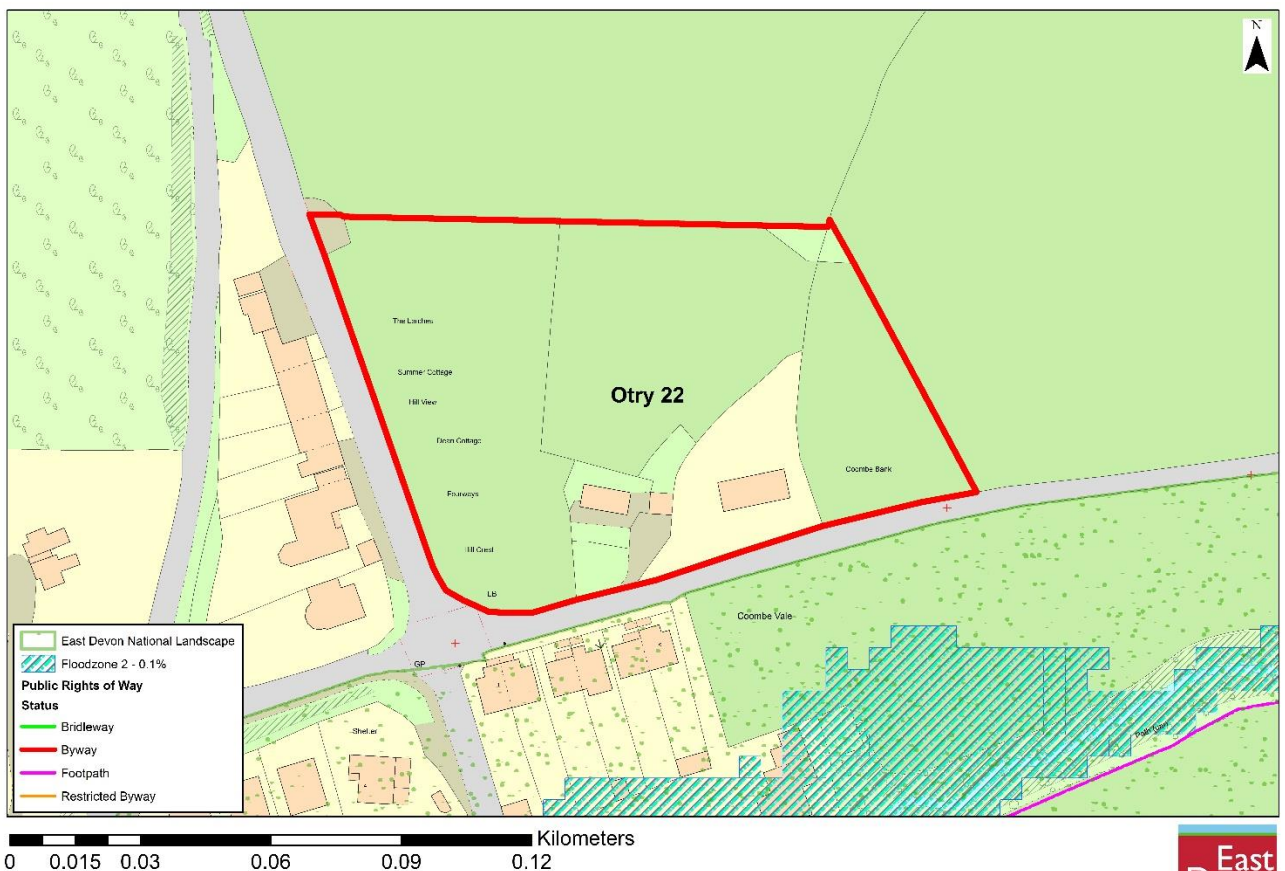 N
The Larches
Summer Cottage
Hill View
Dean Cottage
Fourways
Hill Crest
LB
Otry 22
Coombe Bank
Coombe Vale
GP
Shelter
Path (um)
East Devon National Landscape
Floodzone 2 - 0.1%
Public Rights of Way
Status
Bridleway
Byway
Footpath
Restricted Byway
Kilometers
0 0.015 0.03 0.06 0.09 0.12
East